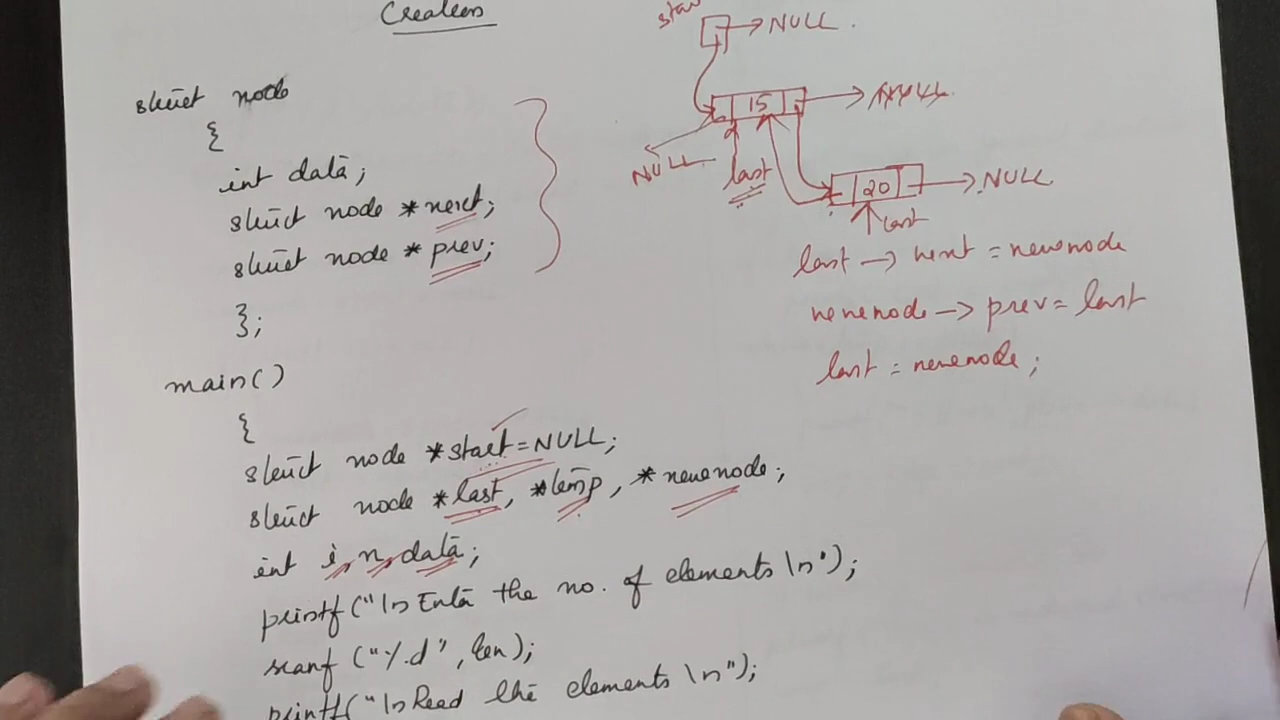 Creation
struct node
{
int data;
struct node *next;
struct node *prev;
};
main()
{
struct node *start=NULL;
struct node *last, *temp, *newnode;
int i, n, data;
printf("\n Enter the no. of elements \n");
scanf ("%d", &n);
printf("\n Read the elements \n");
star
NULL
15
NULL
last
20
NULL
last
last → next = newnode
newnode → prev = last
last = newnode;